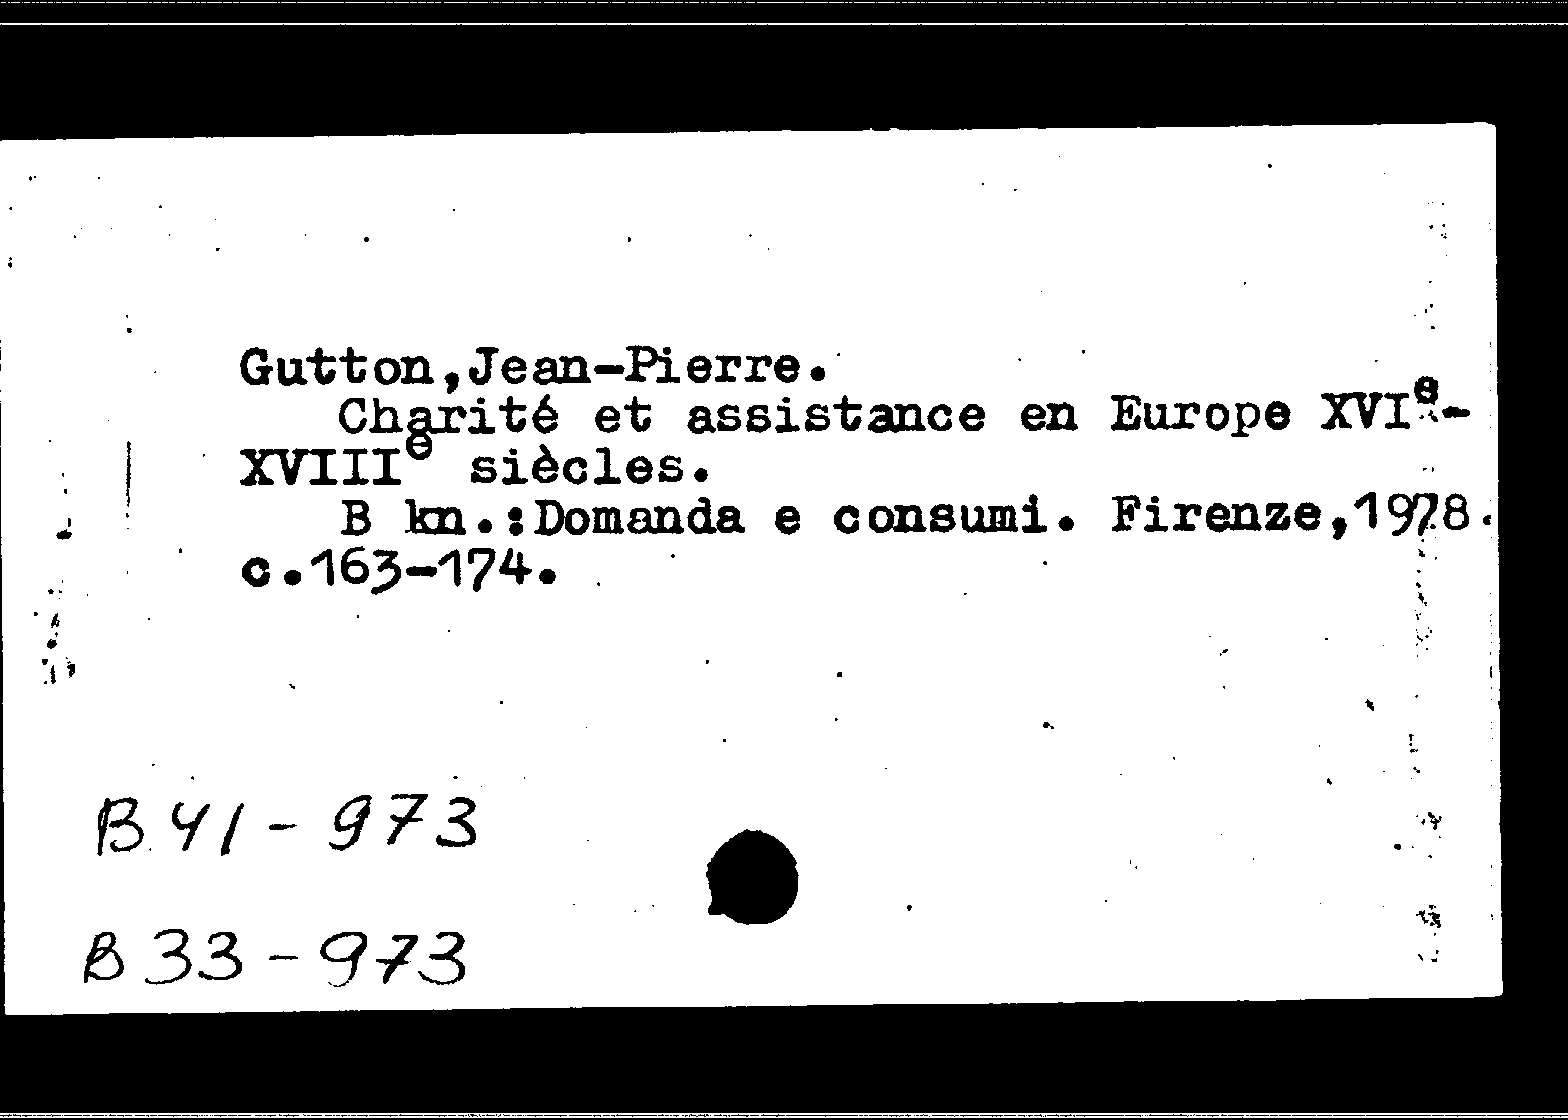 Gutton,Jean-Pierre.
Charité et assistance en Europe XVIᵉ-
XVIIIᵉ siècles.
В кн.:Domanda e consumi. Firenze,1978.
с.163-174.
В 41-973
В 33-973